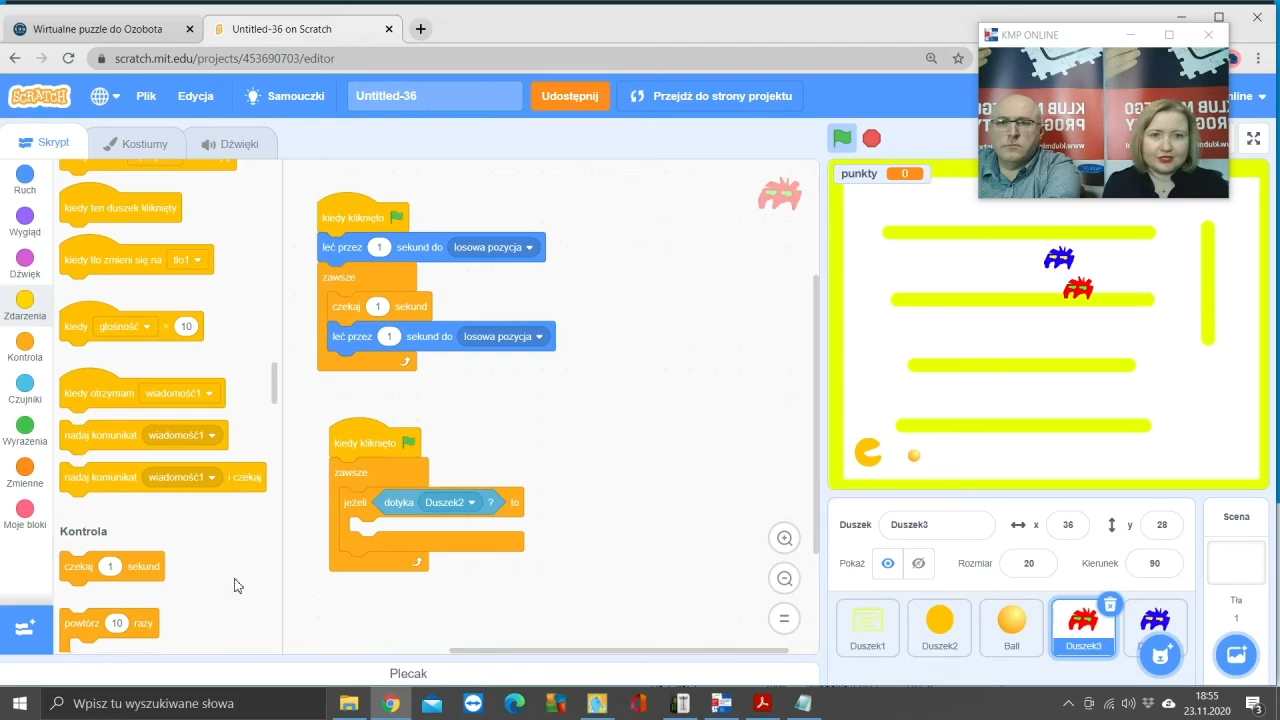 Wirtualne puzzle do Ozobota
Untitled-36 on Scratch
scratch.mit.edu/projects/453690703/editor
KMP ONLINE
SCRATCH
Plik
Edycja
Samouczki
Untitled-36
Udostępnij
Przejdź do strony projektu
nline
Skrypt
Kostiumy
Dźwięki
Ruch
Wygląd
Dźwięk
Zdarzenia
Kontrola
Czujniki
Wyrażenia
Zmienne
Moje bloki
kiedy ten duszek kliknięty
kiedy tło zmieni się na tło1
kiedy głośność > 10
kiedy otrzymam wiadomość1
nadaj komunikat wiadomość1
nadaj komunikat wiadomość1 i czekaj
Kontrola
czekaj 1 sekund
powtórz 10 razy
kiedy kliknięto
leć przez 1 sekund do losowa pozycja
zawsze
czekaj 1 sekund
leć przez 1 sekund do losowa pozycja
kiedy kliknięto
zawsze
jeżeli dotyka Duszek2 ? to
punkty 0
Duszek Duszek3 x 36 y 28
Pokaż Rozmiar 20 Kierunek 90
Duszek1
Duszek2
Ball
Duszek3
Scena
Tła
1
Plecak
Wpisz tu wyszukiwane słowa
18:55
23.11.2020
3